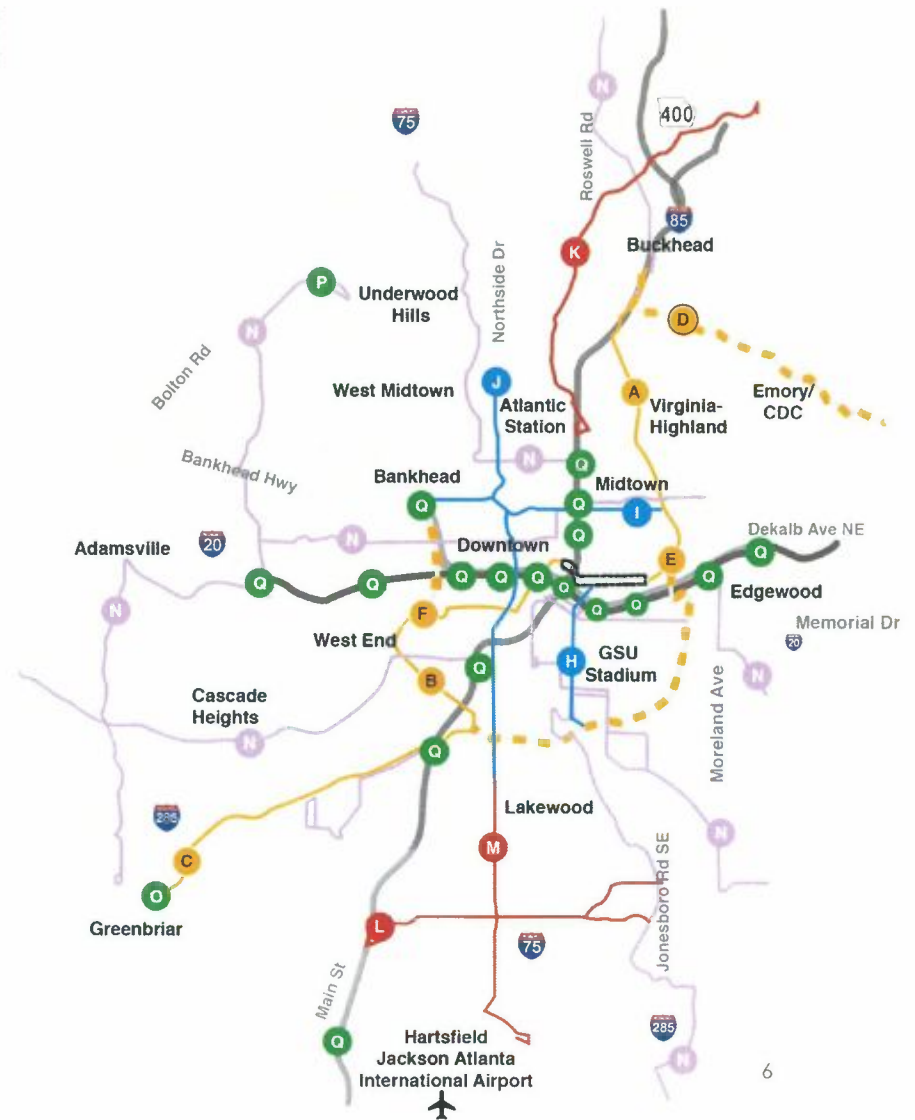 N
400
75
Roswell Rd
85
Buckhead
K
Northside Dr
P
Underwood
Hills
D
N
Bolton Rd
J
West Midtown
A
Emory/
CDC
Atlantic
Station
Virginia-
Highland
N
Q
Bankhead Hwy
Bankhead
Midtown
Q
Q
I
Dekalb Ave NE
20
N
Q
Adamsville
Downtown
Q
E
Q
Q
Q
Q
Q
Q
Q
Edgewood
N
F
Q
Q
Memorial Dr
20
West End
H
GSU
Stadium
Q
N
B
Moreland Ave
Cascade
Heights
N
Q
Lakewood
285
N
M
C
O
Greenbriar
L
Jonesboro Rd SE
75
Main St
285
Q
Hartsfield
Jackson Atlanta
International Airport
N
6